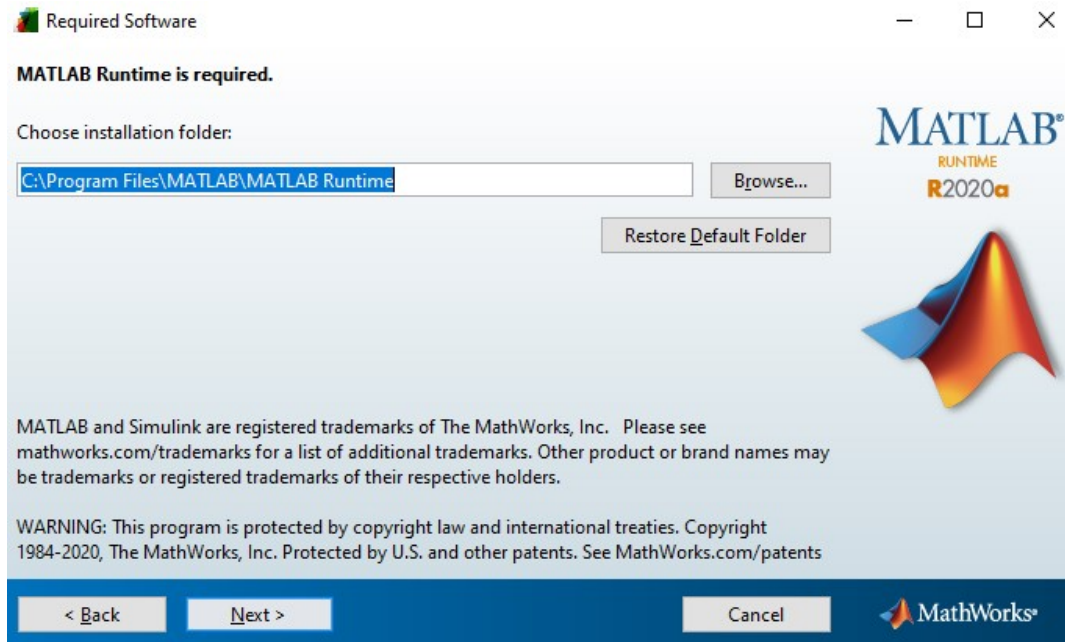 Required Software
MATLAB Runtime is required.
Choose installation folder:
C:\Program Files\MATLAB\MATLAB Runtime
Browse...
Restore Default Folder
MATLAB®
RUNTIME
R2020a
MATLAB and Simulink are registered trademarks of The MathWorks, Inc. Please see
mathworks.com/trademarks for a list of additional trademarks. Other product or brand names may
be trademarks or registered trademarks of their respective holders.
WARNING: This program is protected by copyright law and international treaties. Copyright
1984-2020, The MathWorks, Inc. Protected by U.S. and other patents. See MathWorks.com/patents
< Back
Next >
Cancel
MathWorks®